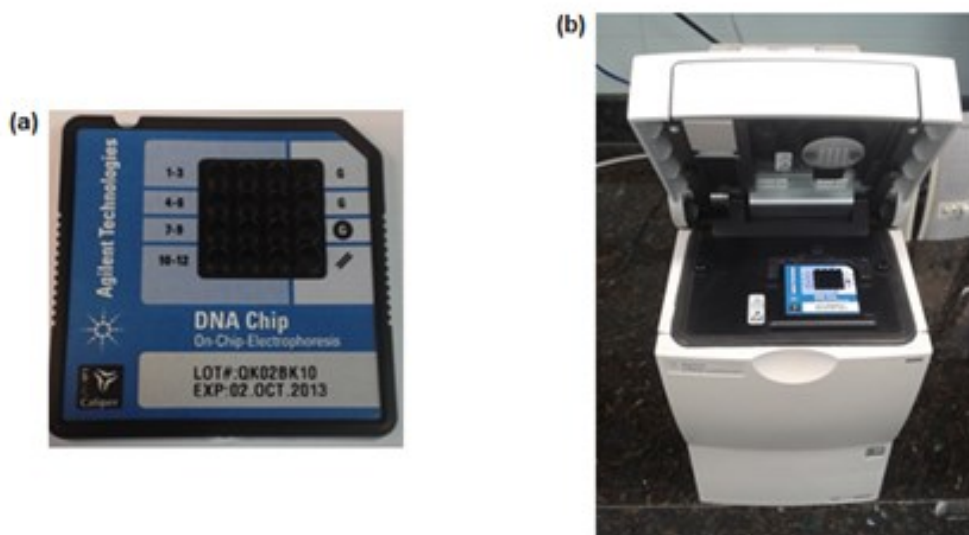 (a)
Agilent Technologies
1-3
G
4-6
G
7-9
G
10-12
DNA Chip
On-Chip-Electrophoresis
LOT#:QK02BK10
EXP:02.OCT.2013
Caliper
(b)